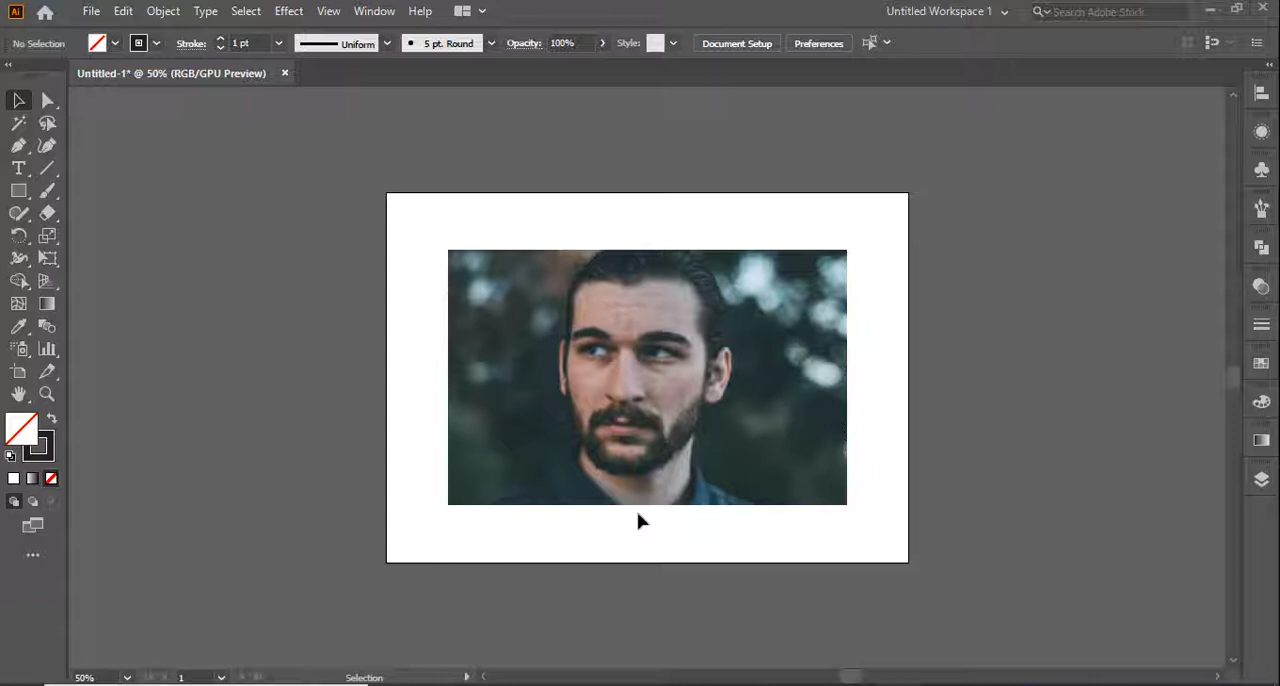 Ai File Edit Object Type Select Effect View Window Help Untitled Workspace 1 Search Adobe Stock
No Selection Stroke: 1 pt Uniform 5 pt. Round Opacity: 100% Style: Document Setup Preferences
Untitled-1* @ 50% (RGB/GPU Preview)
50% 1 Selection